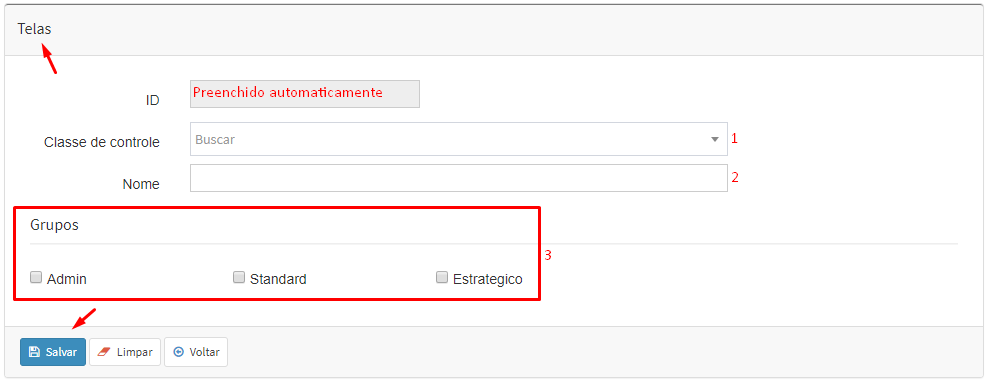 Telas
ID Preenchido automaticamente
Classe de controle Buscar 1
Nome 2
Grupos
3
Admin Standard Estrategico
Salvar Limpar Voltar